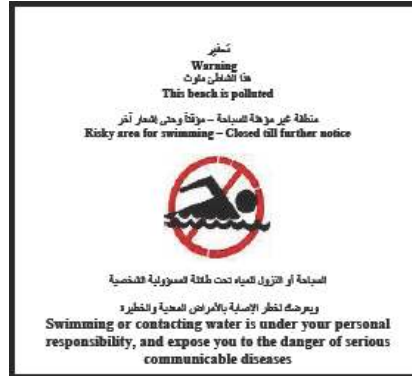 تحذير
Warning
هذا الشاطئ ملوث
This beach is polluted
منطقة غير مؤهلة للسباحة – مؤقتاً وحتى إشعار آخر
Risky area for swimming – Closed till further notice
السباحة أو النزول للمياه تحت طائلة المسؤولية الشخصية
ويعرضك لخطر الإصابة بالأمراض المعدية والخطيرة
Swimming or contacting water is under your personal
responsibility, and expose you to the danger of serious
communicable diseases